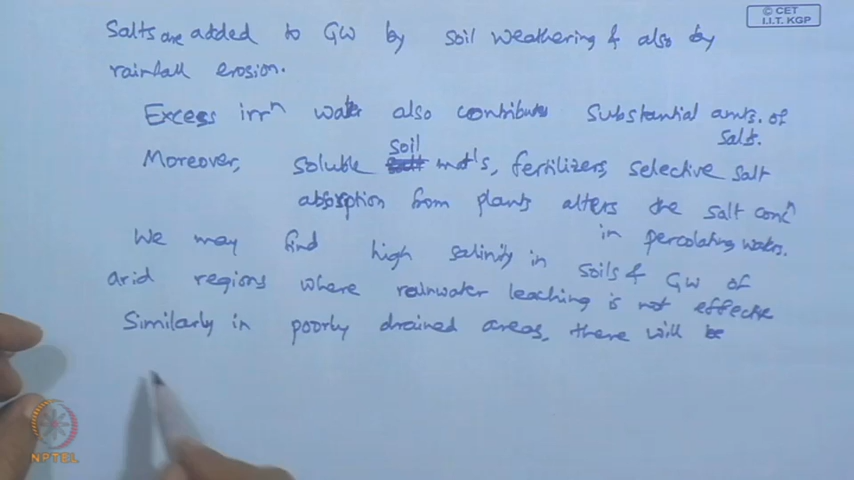 © CET
I.I.T. KGP
Salts are added to GW by soil weathering & also by
rainfall erosion.
Excess irrⁿ water also contributes substantial amts. of
salts.
Moreover, soluble soil mat'ls, fertilizers, selective salt
absorption from plants alters the salt concⁿ
in percolating waters.
We may find high salinity in soils & GW of
arid regions where rainwater leaching is not effective
Similarly in poorly drained areas, there will be
NPTEL